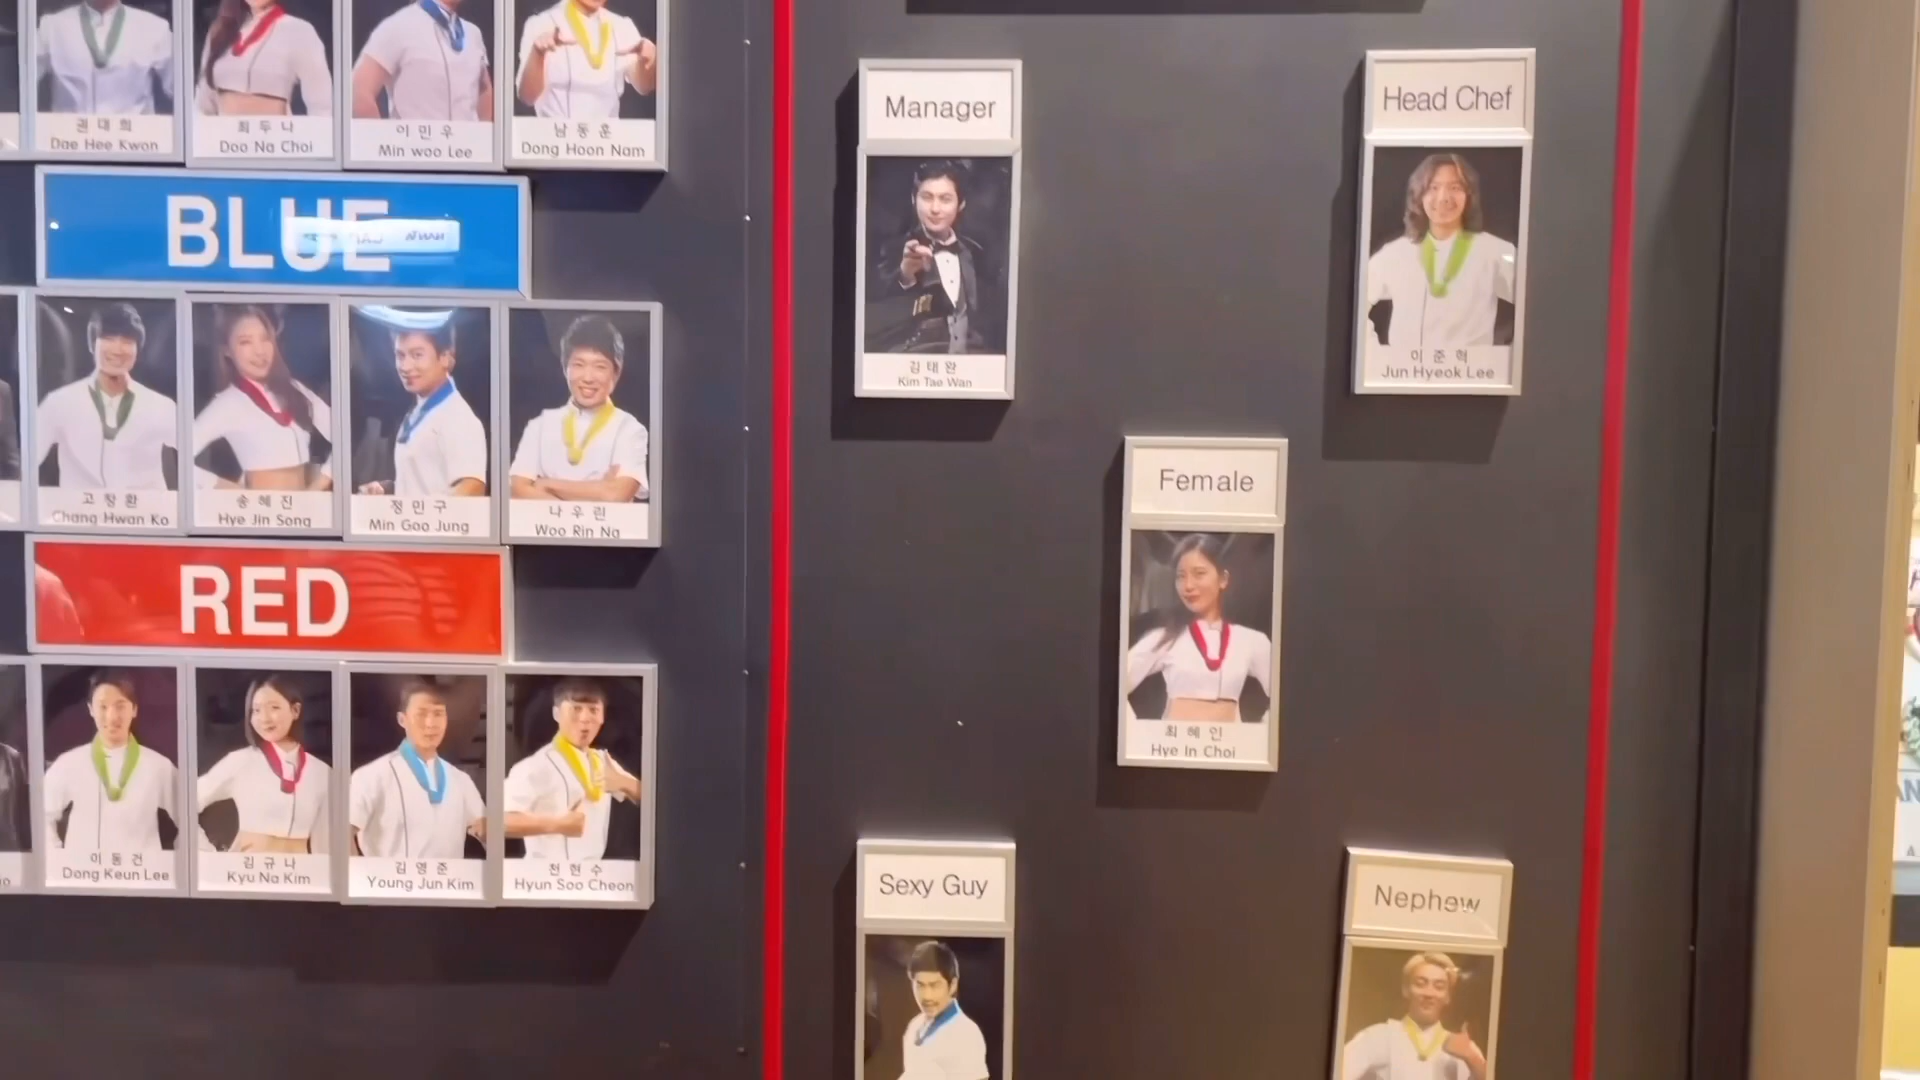 권 대 희
Dae Hee Kwon
최 두 나
Doo Na Choi
이 민 우
Min woo Lee
남 동 훈
Dong Hoon Nam
BLUE
고 창 환
Chang Hwan Ko
송 혜 진
Hye Jin Song
정 민 구
Min Goo Jung
나 우 린
Woo Rin Na
RED
이 동 건
Dong Keun Lee
김 규 나
Kyu Na Kim
김 영 준
Young Jun Kim
천 현 수
Hyun Soo Cheon
Manager
김 태 완
Kim Tae Wan
Head Chef
이 준 혁
Jun Hyeok Lee
Female
최 혜 인
Hye In Choi
Sexy Guy
Nephew